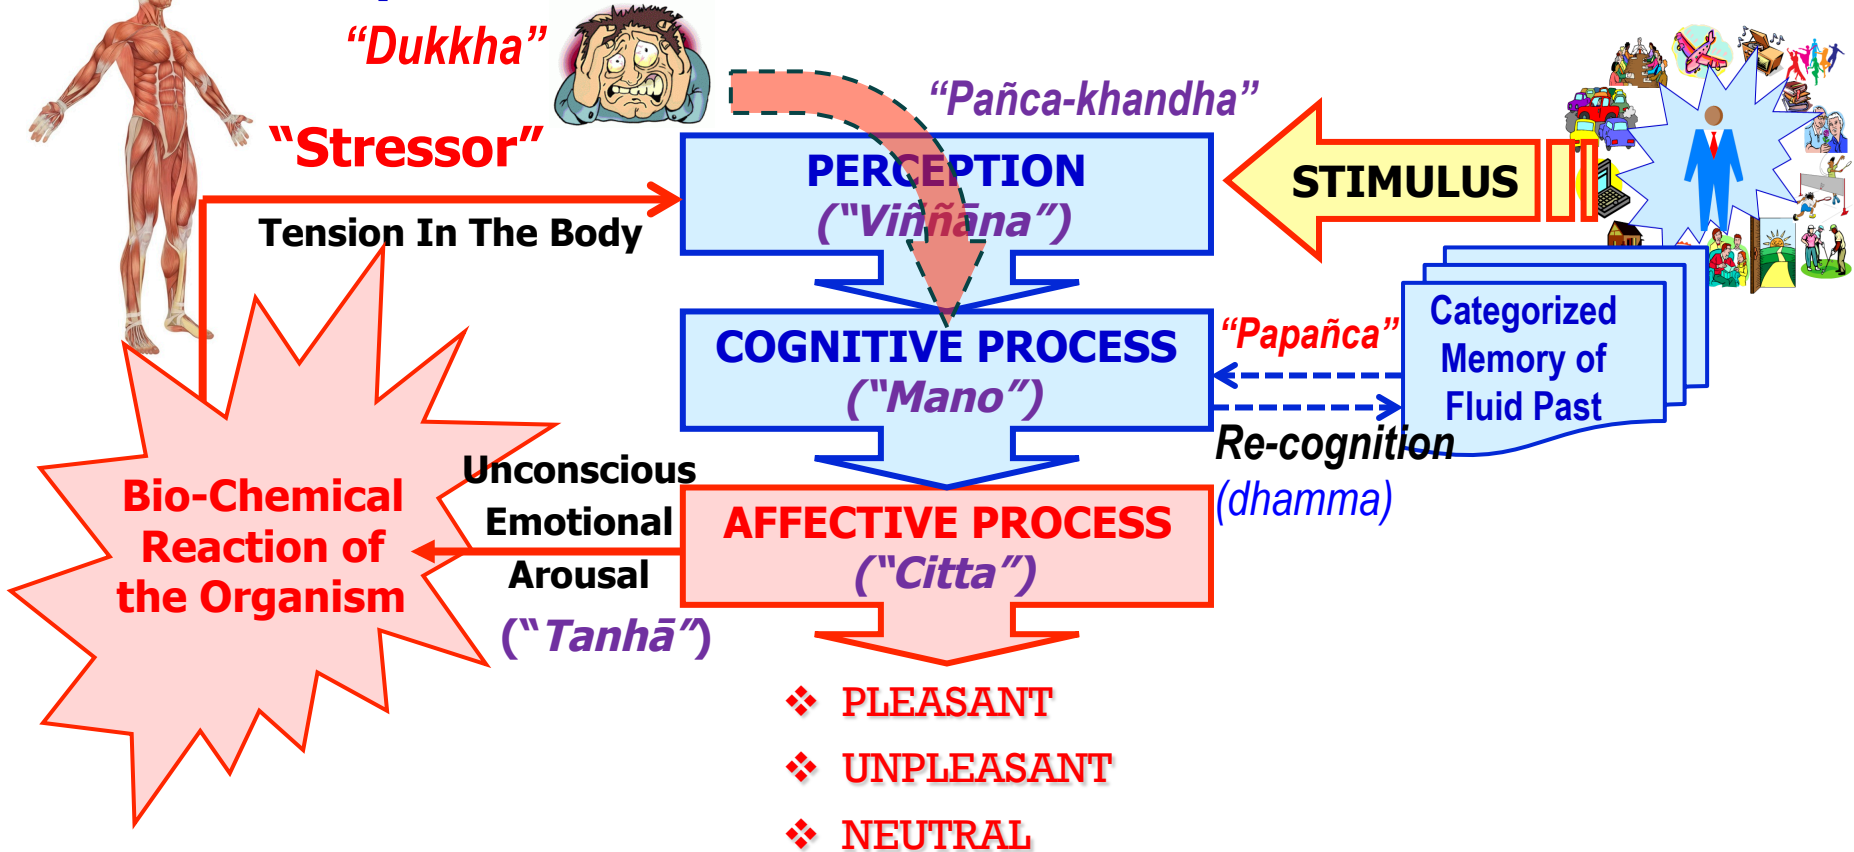 “Dukkha”
“Pañca-khandha”
“Stressor”
PERCEPTION
(“Viññāna”)
STIMULUS
Tension In The Body
Categorized
Memory of
Fluid Past
COGNITIVE PROCESS
(“Mano”)
“Papañca”
Re-cognition
(dhamma)
Unconscious
Emotional
Arousal
(“Tanhā”)
Bio-Chemical
Reaction of
the Organism
AFFECTIVE PROCESS
(“Citta”)
❖ PLEASANT
❖ UNPLEASANT
❖ NEUTRAL